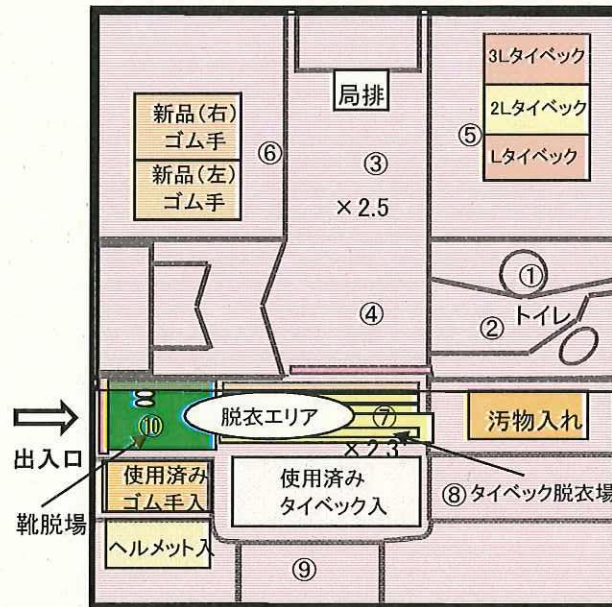 局排
3Lタイベック
2Lタイベック
Lタイベック
⑤
新品(右)
ゴム手
新品(左)
ゴム手
⑥
③
×2.5
①
トイレ
②
④
⑩
脱衣エリア
⑦
×2.3
汚物入れ
出入口
靴脱場
使用済み
ゴム手入
使用済み
タイベック入
⑧タイベック脱衣場
ヘルメット入
⑨